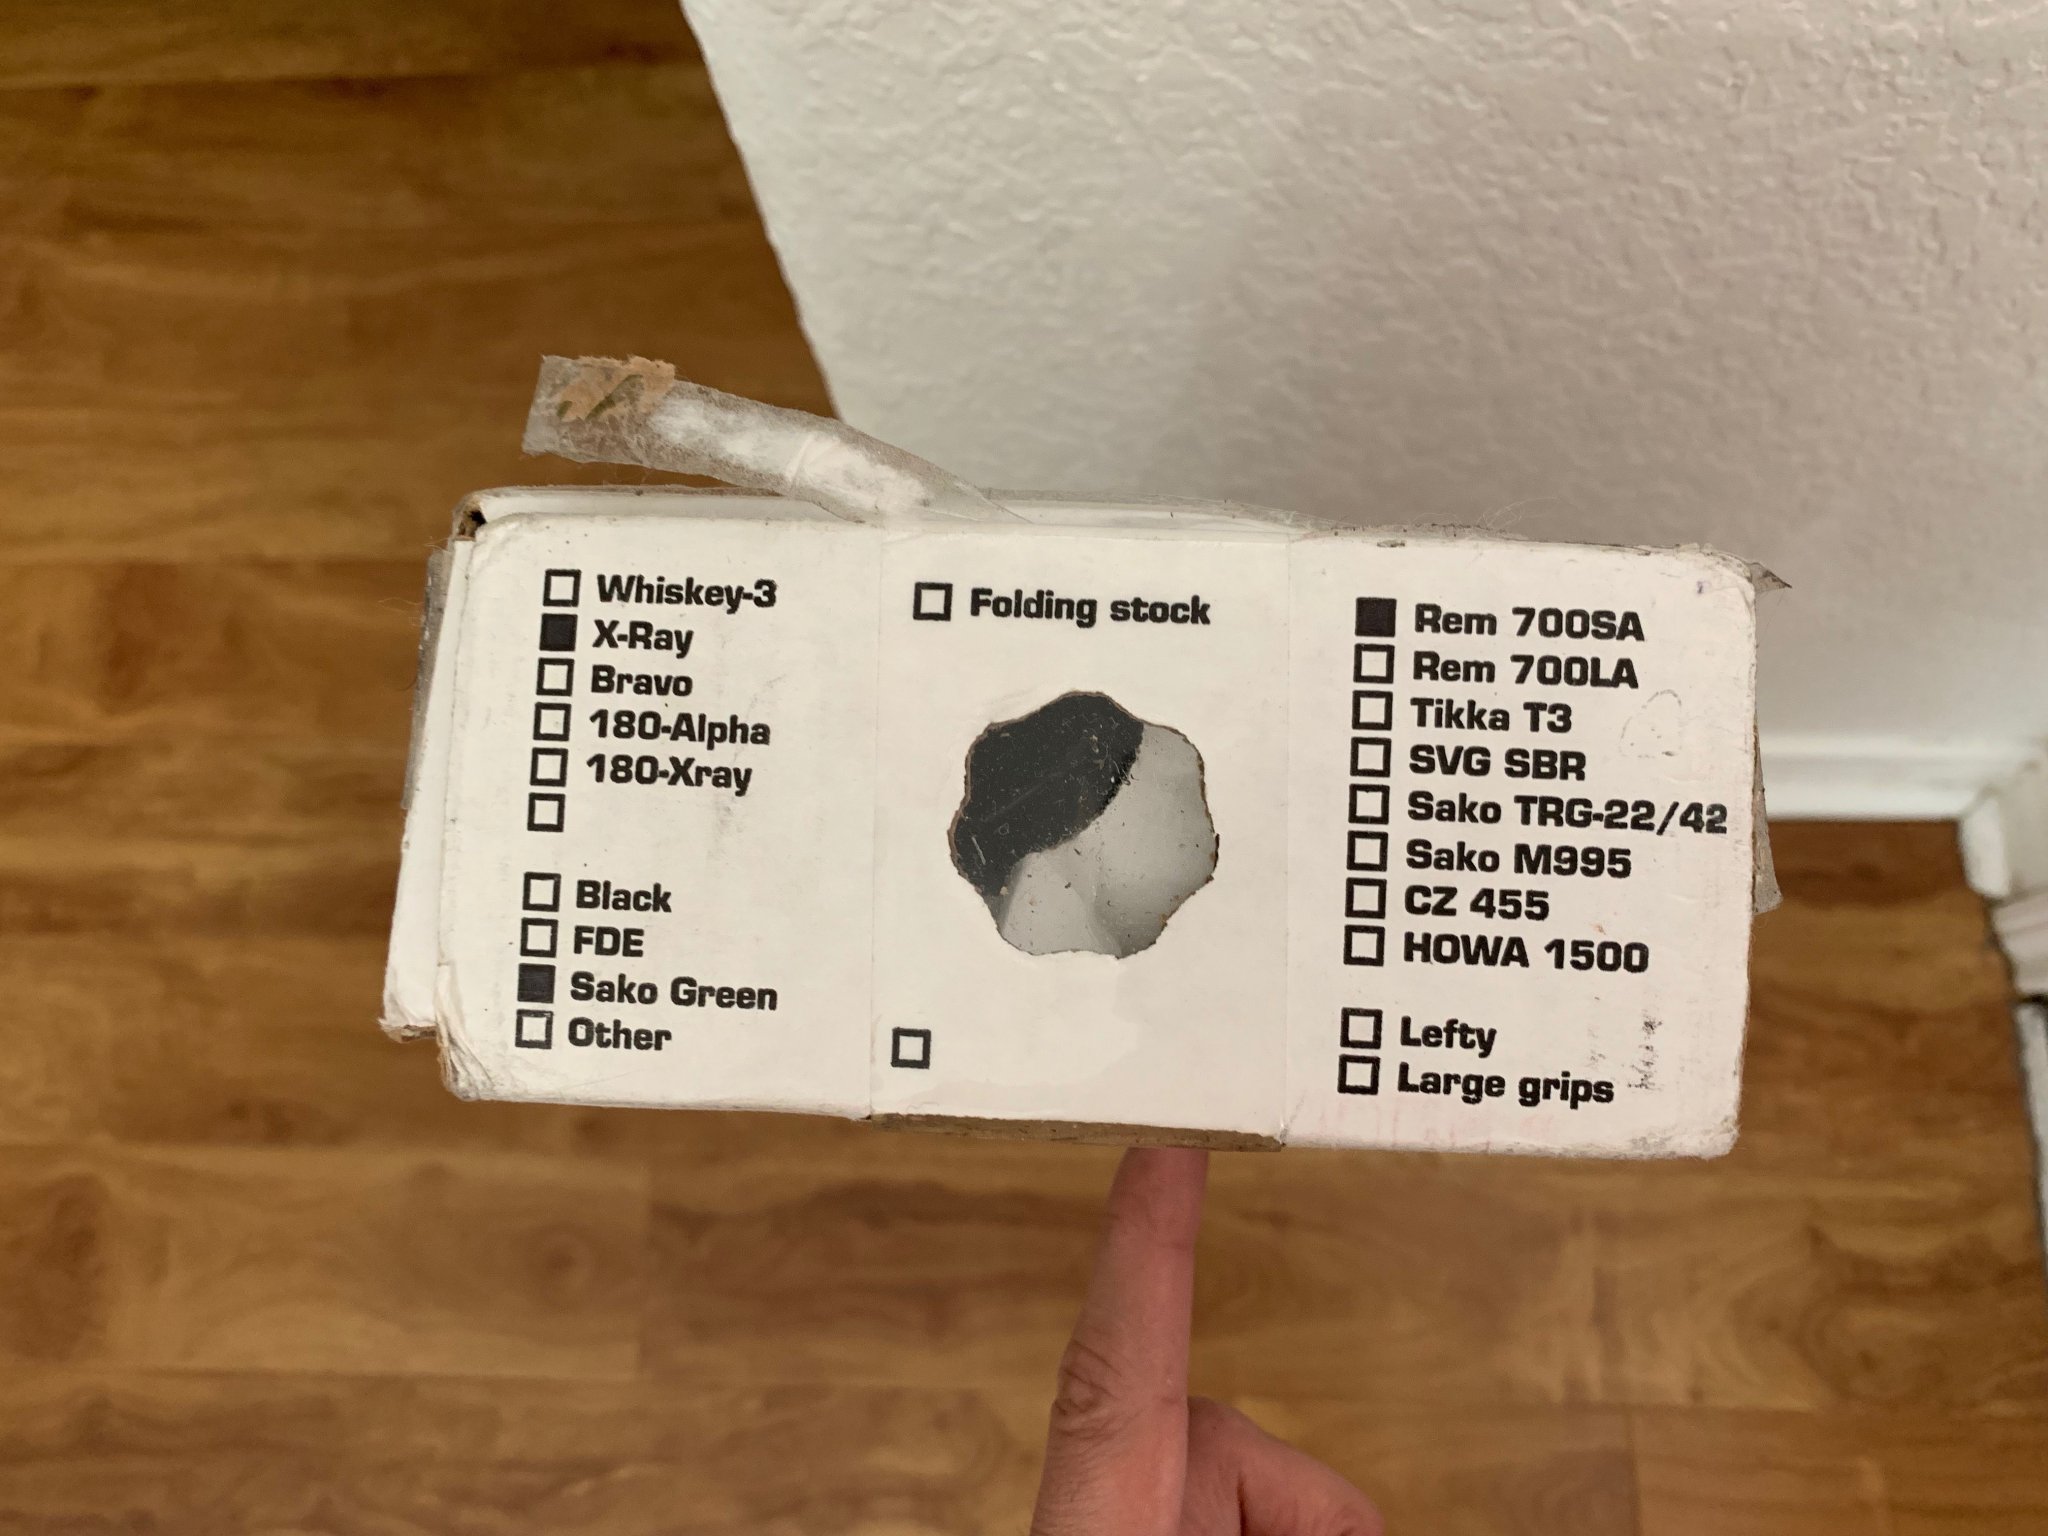 Whiskey-3
X-Ray
Bravo
180-Alpha
180-Xray
Black
FDE
Sako Green
Other
Folding stock
Rem 700SA
Rem 700LA
Tikka T3
SVG SBR
Sako TRG-22/42
Sako M995
CZ 455
HOWA 1500
Lefty
Large grips